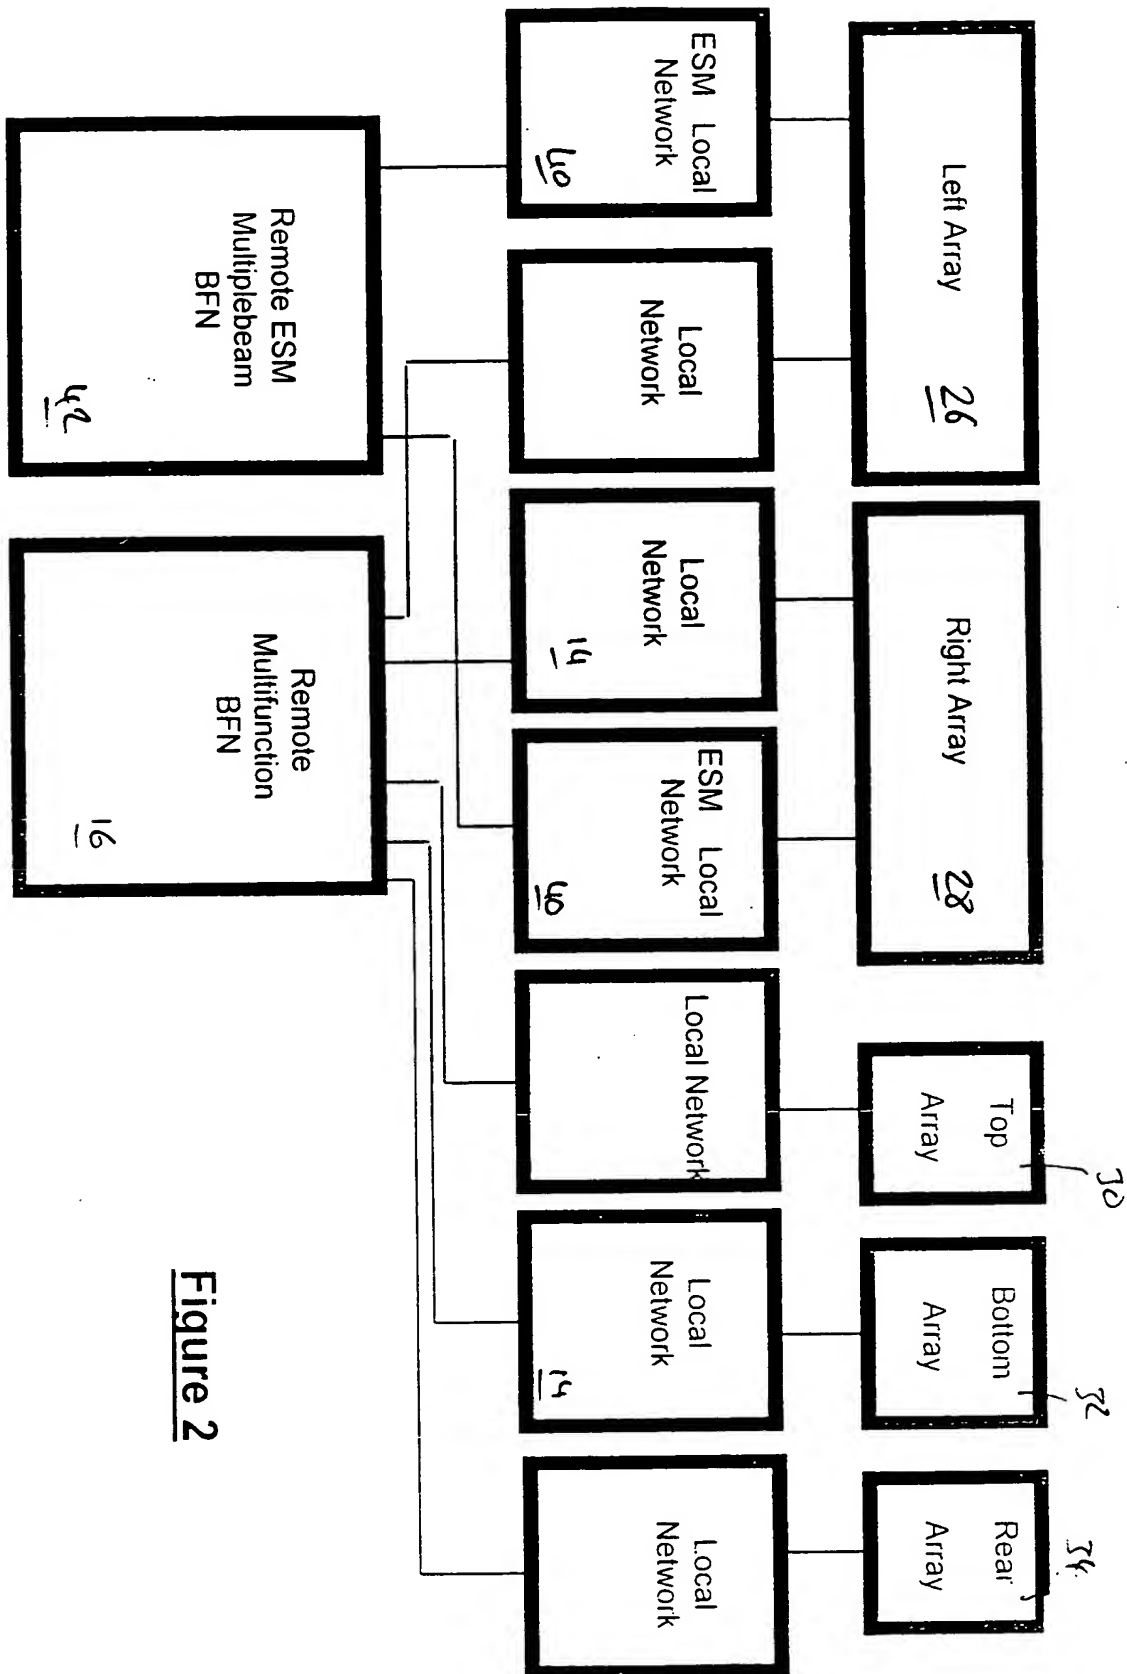 Left Array
26
Right Array
28
Top
Array
30
Bottom
Array
32
Rear
Array
34
ESM Local
Network
40
Local
Network
Local
Network
14
ESM Local
Network
40
Local Network
Local
Network
14
Local
Network
Remote ESM
Multiplebeam
BFN
42
Remote
Multifunction
BFN
16
Figure 2